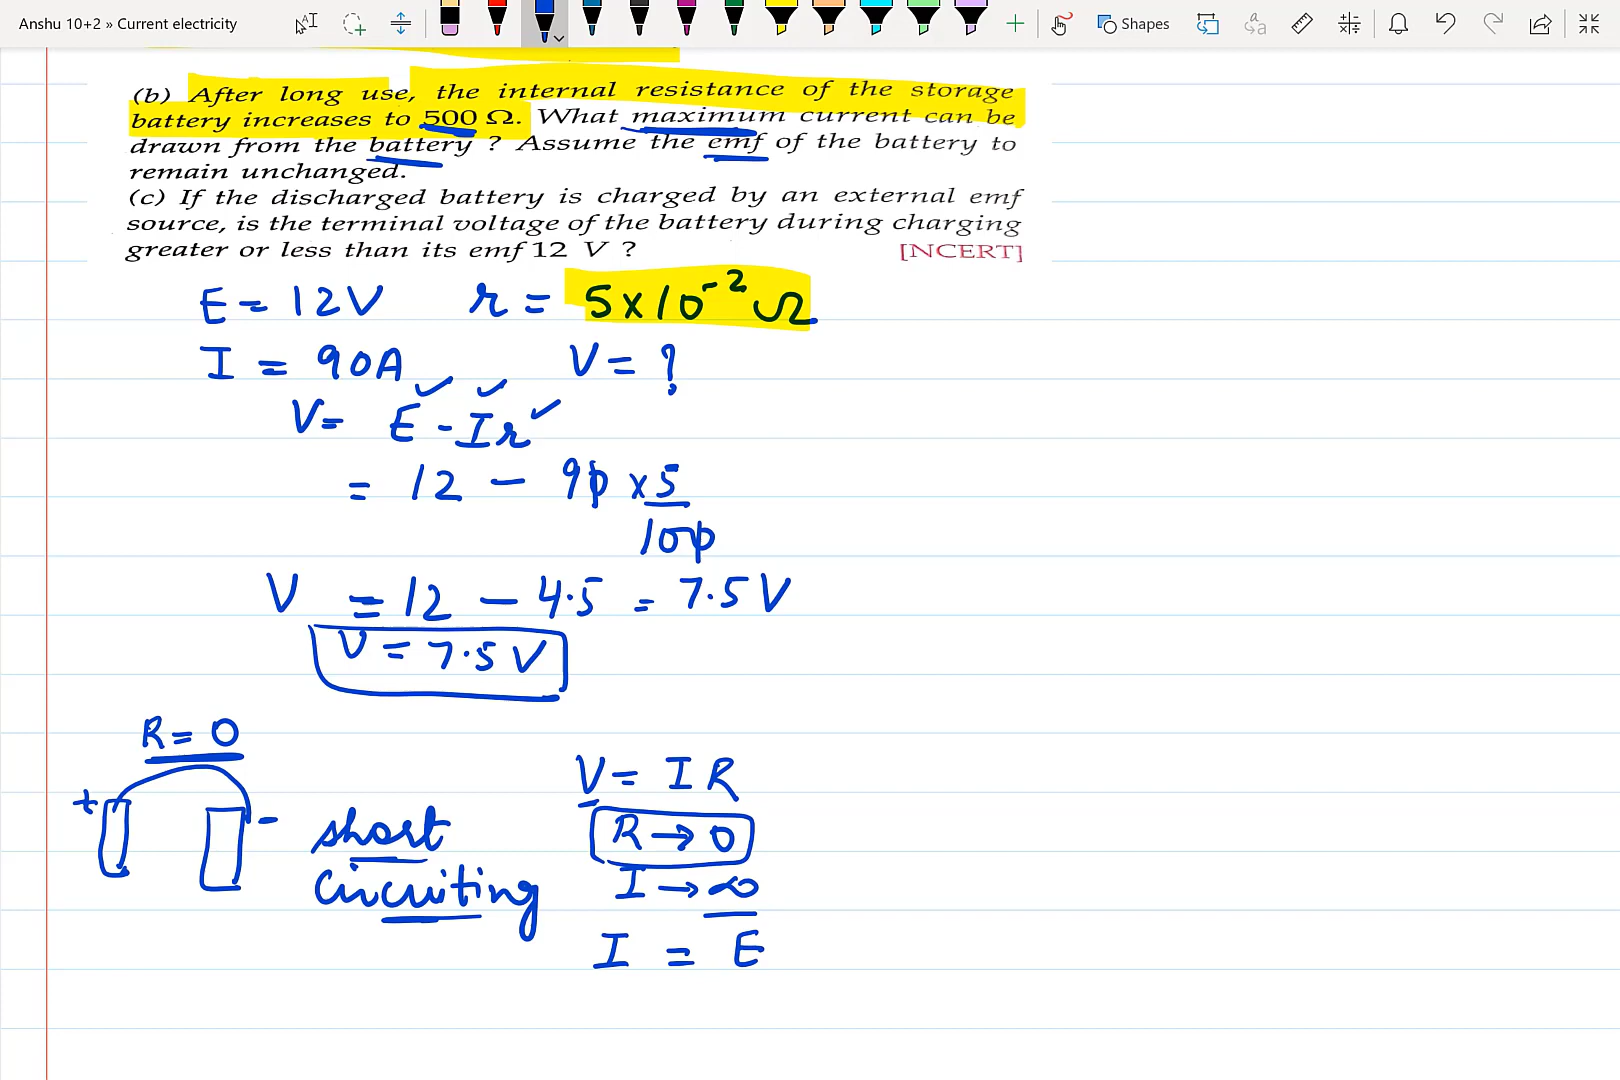 Anshu 10+2 » Current electricity
Shapes
(b) After long use, the internal resistance of the storage
battery increases to 500 Ω. What maximum current can be
drawn from the battery ? Assume the emf of the battery to
remain unchanged.
(c) If the discharged battery is charged by an external emf
source, is the terminal voltage of the battery during charging
greater or less than its emf 12 V ? [NCERT]
E = 12V r = 5×10⁻² Ω
I = 90A V = ?
V = E - Ir
= 12 - 90 × 5/100
V = 12 - 4.5 = 7.5 V
V = 7.5 V
R = 0
+ -
short
circuiting
V = I R
R → 0
I → ∞
I = E